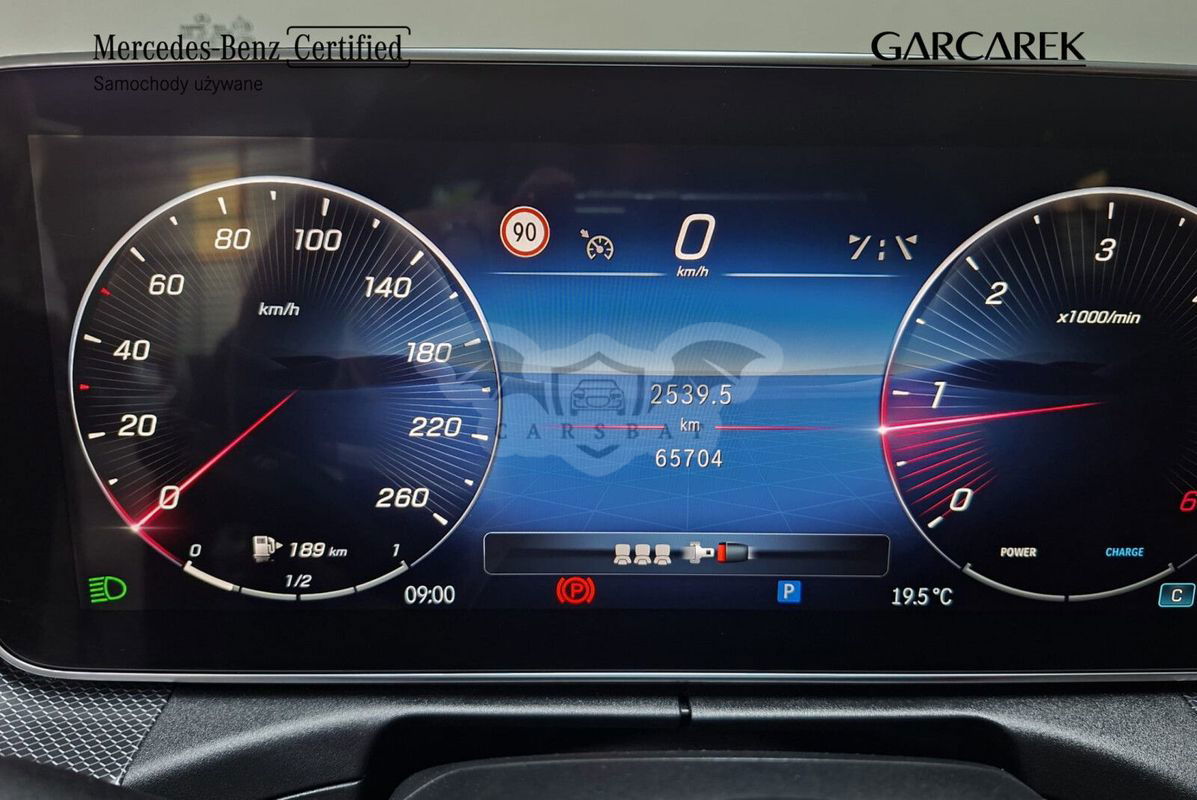 Mercedes-Benz Certified
Samochody używane
GARCAREK
80
100
60
140
km/h
40
180
20
220
0
260
0
189 km
1
1/2
09:00
90
0
km/h
2539.5
km
65704
CARSBAT
P
P
19.5°C
3
2
x1000/min
1
0
6
POWER
CHARGE
C